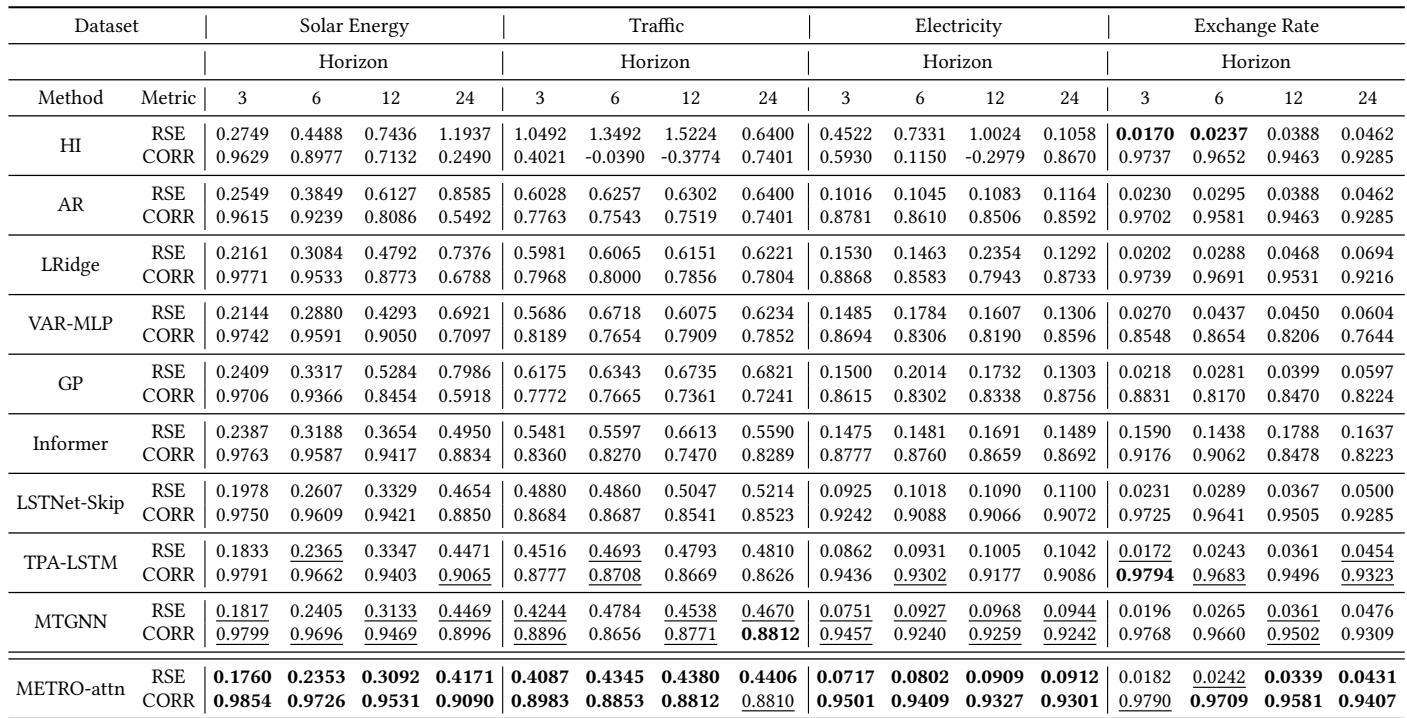 Dataset Solar Energy Traffic Electricity Exchange Rate
Horizon Horizon Horizon Horizon
Method Metric 3 6 12 24 3 6 12 24 3 6 12 24 3 6 12 24
HI RSE 0.2749 0.4488 0.7436 1.1937 1.0492 1.3492 1.5224 0.6400 0.4522 0.7331 1.0024 0.1058 0.0170 0.0237 0.0388 0.0462
CORR 0.9629 0.8977 0.7132 0.2490 0.4021 -0.0390 -0.3774 0.7401 0.5930 0.1150 -0.2979 0.8670 0.9737 0.9652 0.9463 0.9285
AR RSE 0.2549 0.3849 0.6127 0.8585 0.6028 0.6257 0.6302 0.6400 0.1016 0.1045 0.1083 0.1164 0.0230 0.0295 0.0388 0.0462
CORR 0.9615 0.9239 0.8086 0.5492 0.7763 0.7543 0.7519 0.7401 0.8781 0.8610 0.8506 0.8592 0.9702 0.9581 0.9463 0.9285
LRidge RSE 0.2161 0.3084 0.4792 0.7376 0.5981 0.6065 0.6151 0.6221 0.1530 0.1463 0.2354 0.1292 0.0202 0.0288 0.0468 0.0694
CORR 0.9771 0.9533 0.8773 0.6788 0.7968 0.8000 0.7856 0.7804 0.8868 0.8583 0.7943 0.8733 0.9739 0.9691 0.9531 0.9216
VAR-MLP RSE 0.2144 0.2880 0.4293 0.6921 0.5686 0.6718 0.6075 0.6234 0.1485 0.1784 0.1607 0.1306 0.0270 0.0437 0.0450 0.0604
CORR 0.9742 0.9591 0.9050 0.7097 0.8189 0.7654 0.7909 0.7852 0.8694 0.8306 0.8190 0.8596 0.8548 0.8654 0.8206 0.7644
GP RSE 0.2409 0.3317 0.5284 0.7986 0.6175 0.6343 0.6735 0.6821 0.1500 0.2014 0.1732 0.1303 0.0218 0.0281 0.0399 0.0597
CORR 0.9706 0.9366 0.8454 0.5918 0.7772 0.7665 0.7361 0.7241 0.8615 0.8302 0.8338 0.8756 0.8831 0.8170 0.8470 0.8224
Informer RSE 0.2387 0.3188 0.3654 0.4950 0.5481 0.5597 0.6613 0.5590 0.1475 0.1481 0.1691 0.1489 0.1590 0.1438 0.1788 0.1637
CORR 0.9763 0.9587 0.9417 0.8834 0.8360 0.8270 0.7470 0.8289 0.8777 0.8760 0.8659 0.8692 0.9176 0.9062 0.8478 0.8223
LSTNet-Skip RSE 0.1978 0.2607 0.3329 0.4654 0.4880 0.4860 0.5047 0.5214 0.0925 0.1018 0.1090 0.1100 0.0231 0.0289 0.0367 0.0500
CORR 0.9750 0.9609 0.9421 0.8850 0.8684 0.8687 0.8541 0.8523 0.9242 0.9088 0.9066 0.9072 0.9725 0.9641 0.9505 0.9285
TPA-LSTM RSE 0.1833 0.2365 0.3347 0.4471 0.4516 0.4693 0.4793 0.4810 0.0862 0.0931 0.1005 0.1042 0.0172 0.0243 0.0361 0.0454
CORR 0.9791 0.9662 0.9403 0.9065 0.8777 0.8708 0.8669 0.8626 0.9436 0.9302 0.9177 0.9086 0.9794 0.9683 0.9496 0.9323
MTGNN RSE 0.1817 0.2405 0.3133 0.4469 0.4244 0.4784 0.4538 0.4670 0.0751 0.0927 0.0968 0.0944 0.0196 0.0265 0.0361 0.0476
CORR 0.9799 0.9696 0.9469 0.8996 0.8896 0.8656 0.8771 0.8812 0.9457 0.9240 0.9259 0.9242 0.9768 0.9660 0.9502 0.9309
METRO-attn RSE 0.1760 0.2353 0.3092 0.4171 0.4087 0.4345 0.4380 0.4406 0.0717 0.0802 0.0909 0.0912 0.0182 0.0242 0.0339 0.0431
CORR 0.9854 0.9726 0.9531 0.9090 0.8983 0.8853 0.8812 0.8810 0.9501 0.9409 0.9327 0.9301 0.9790 0.9709 0.9581 0.9407